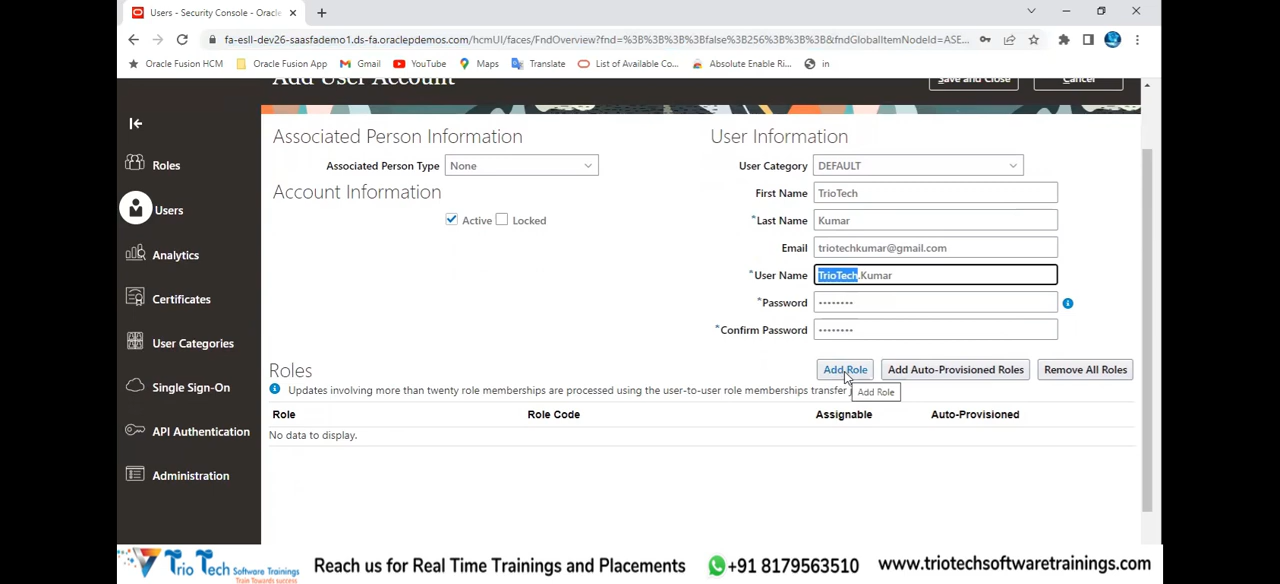 Users - Security Console - Oracle
fa-esll-dev26-saasfademo1.ds-fa.oraclepdemos.com/hcmUI/faces/FndOverview?fnd=%3B%3B%3B%3Bfalse%3B256%3B%3B%3B&fndGlobalItemNodeId=ASE...
Oracle Fusion HCM
Oracle Fusion App
Gmail
YouTube
Maps
Translate
List of Available Co...
Absolute Enable Ri...
in
Add User Account
Save and Close
Cancel
Roles
Users
Analytics
Certificates
User Categories
Single Sign-On
API Authentication
Administration
Associated Person Information
Associated Person Type None
Account Information
Active Locked
User Information
User Category DEFAULT
First Name TrioTech
*Last Name Kumar
Email triotechkumar@gmail.com
*User Name TrioTech.Kumar
*Password ••••••••
*Confirm Password ••••••••
Roles
Add Role Add Auto-Provisioned Roles Remove All Roles
Updates involving more than twenty role memberships are processed using the user-to-user role memberships transfer
Add Role
Role Role Code Assignable Auto-Provisioned
No data to display.
Trio Tech Software Trainings
Train Towards success
Reach us for Real Time Trainings and Placements
+91 8179563510
www.triotechsoftwaretrainings.com